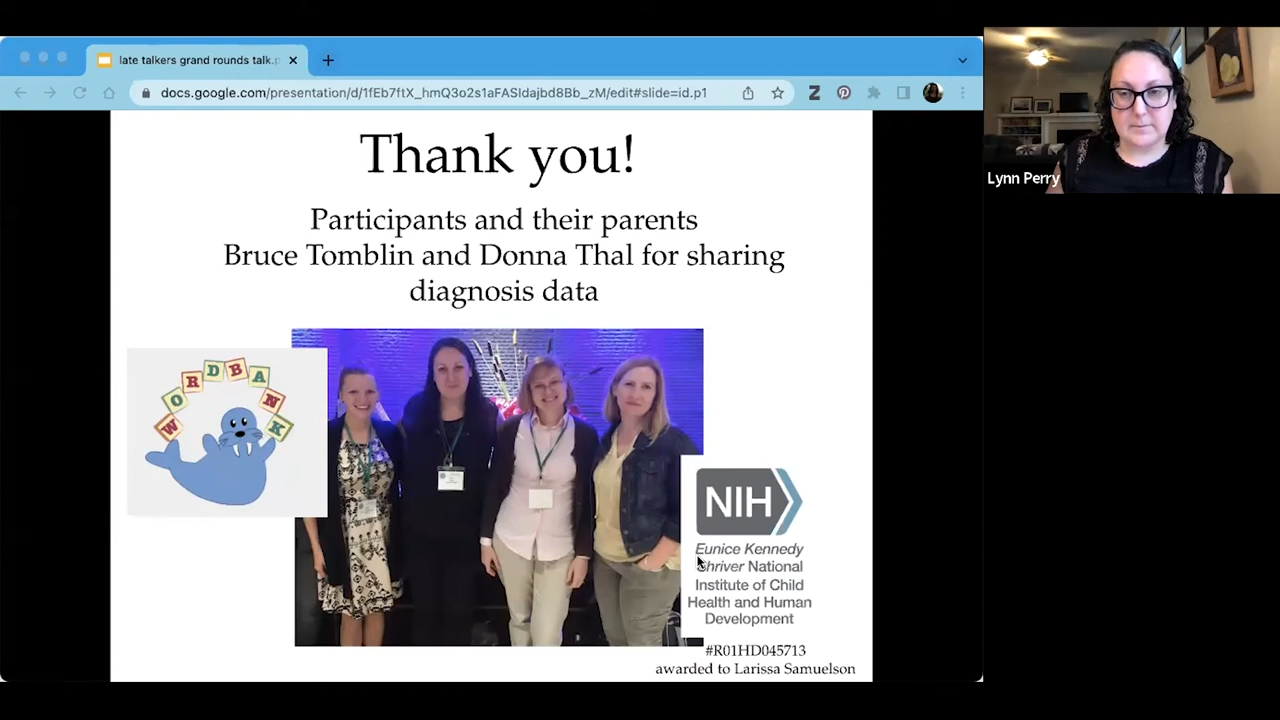 late talkers grand rounds talk.p
docs.google.com/presentation/d/1fEb7ftX_hmQ3o2s1aFASIdajbd8Bb_zM/edit#slide=id.p1
Thank you!
Participants and their parents
Bruce Tomblin and Donna Thal for sharing
diagnosis data
WORDBANK
NIH
Eunice Kennedy
Shriver National
Institute of Child
Health and Human
Development
#R01HD045713
awarded to Larissa Samuelson
Lynn Perry